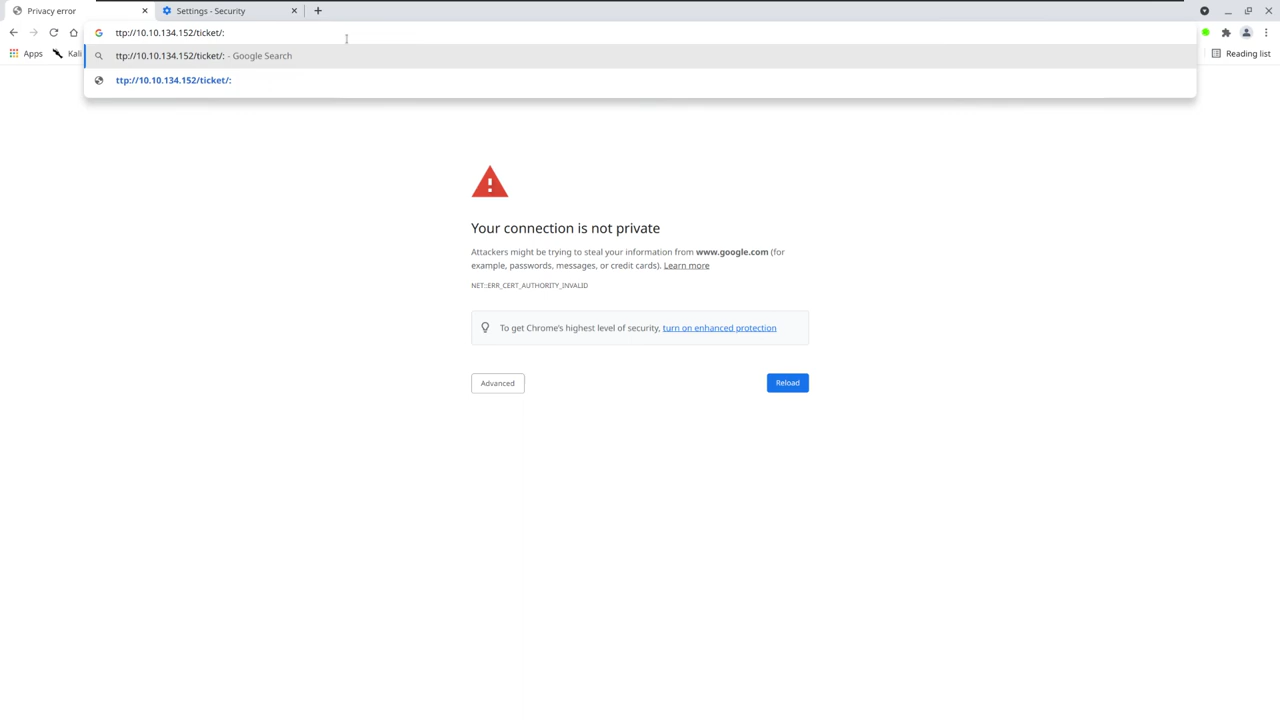 Privacy error
Settings - Security
ttp://10.10.134.152/ticket/:
ttp://10.10.134.152/ticket/: - Google Search
ttp://10.10.134.152/ticket/:
Apps
Kali
Reading list
Your connection is not private
Attackers might be trying to steal your information from www.google.com (for
example, passwords, messages, or credit cards). Learn more
NET::ERR_CERT_AUTHORITY_INVALID
To get Chrome's highest level of security, turn on enhanced protection
Advanced
Reload